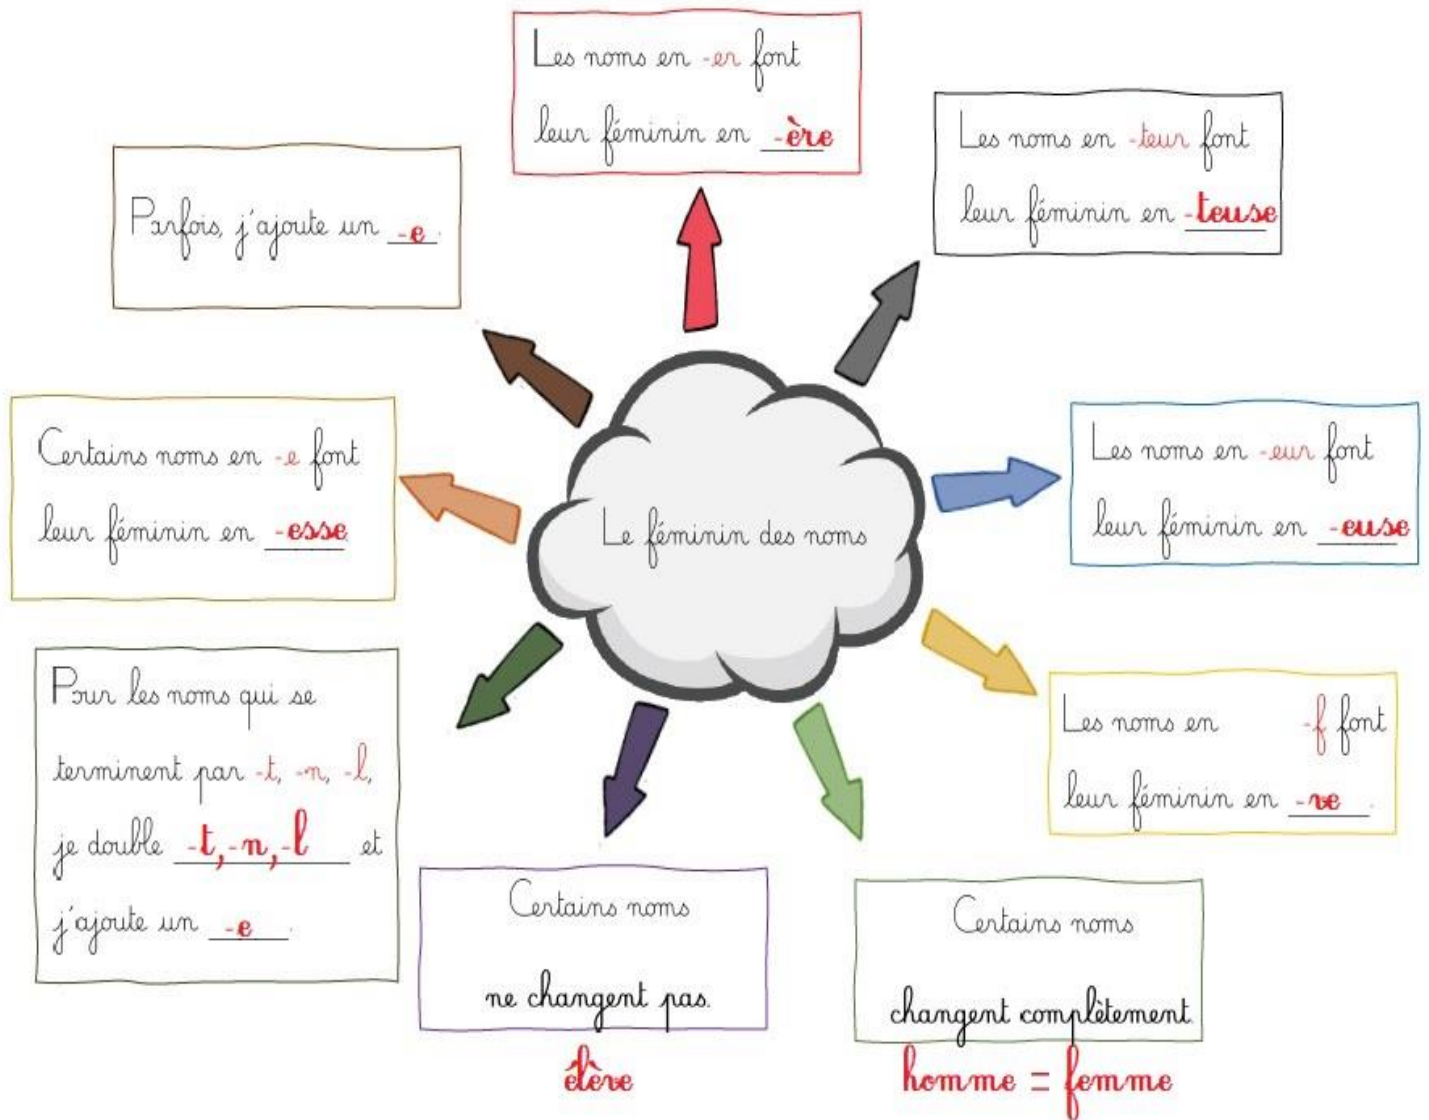 Les noms en -er font
leur féminin en -ère
Les noms en -teur font
leur féminin en -teuse
Parfois, j'ajoute un -e.
Certains noms en -e font
leur féminin en -esse.
Le féminin des noms
Les noms en -eur font
leur féminin en -euse
Pour les noms qui se
terminent par -t, -n, -l,
je double -t,-n,-l et
j'ajoute un -e.
Les noms en -f font
leur féminin en -ve.
Certains noms
ne changent pas.
élève
Certains noms
changent complètement.
homme = femme